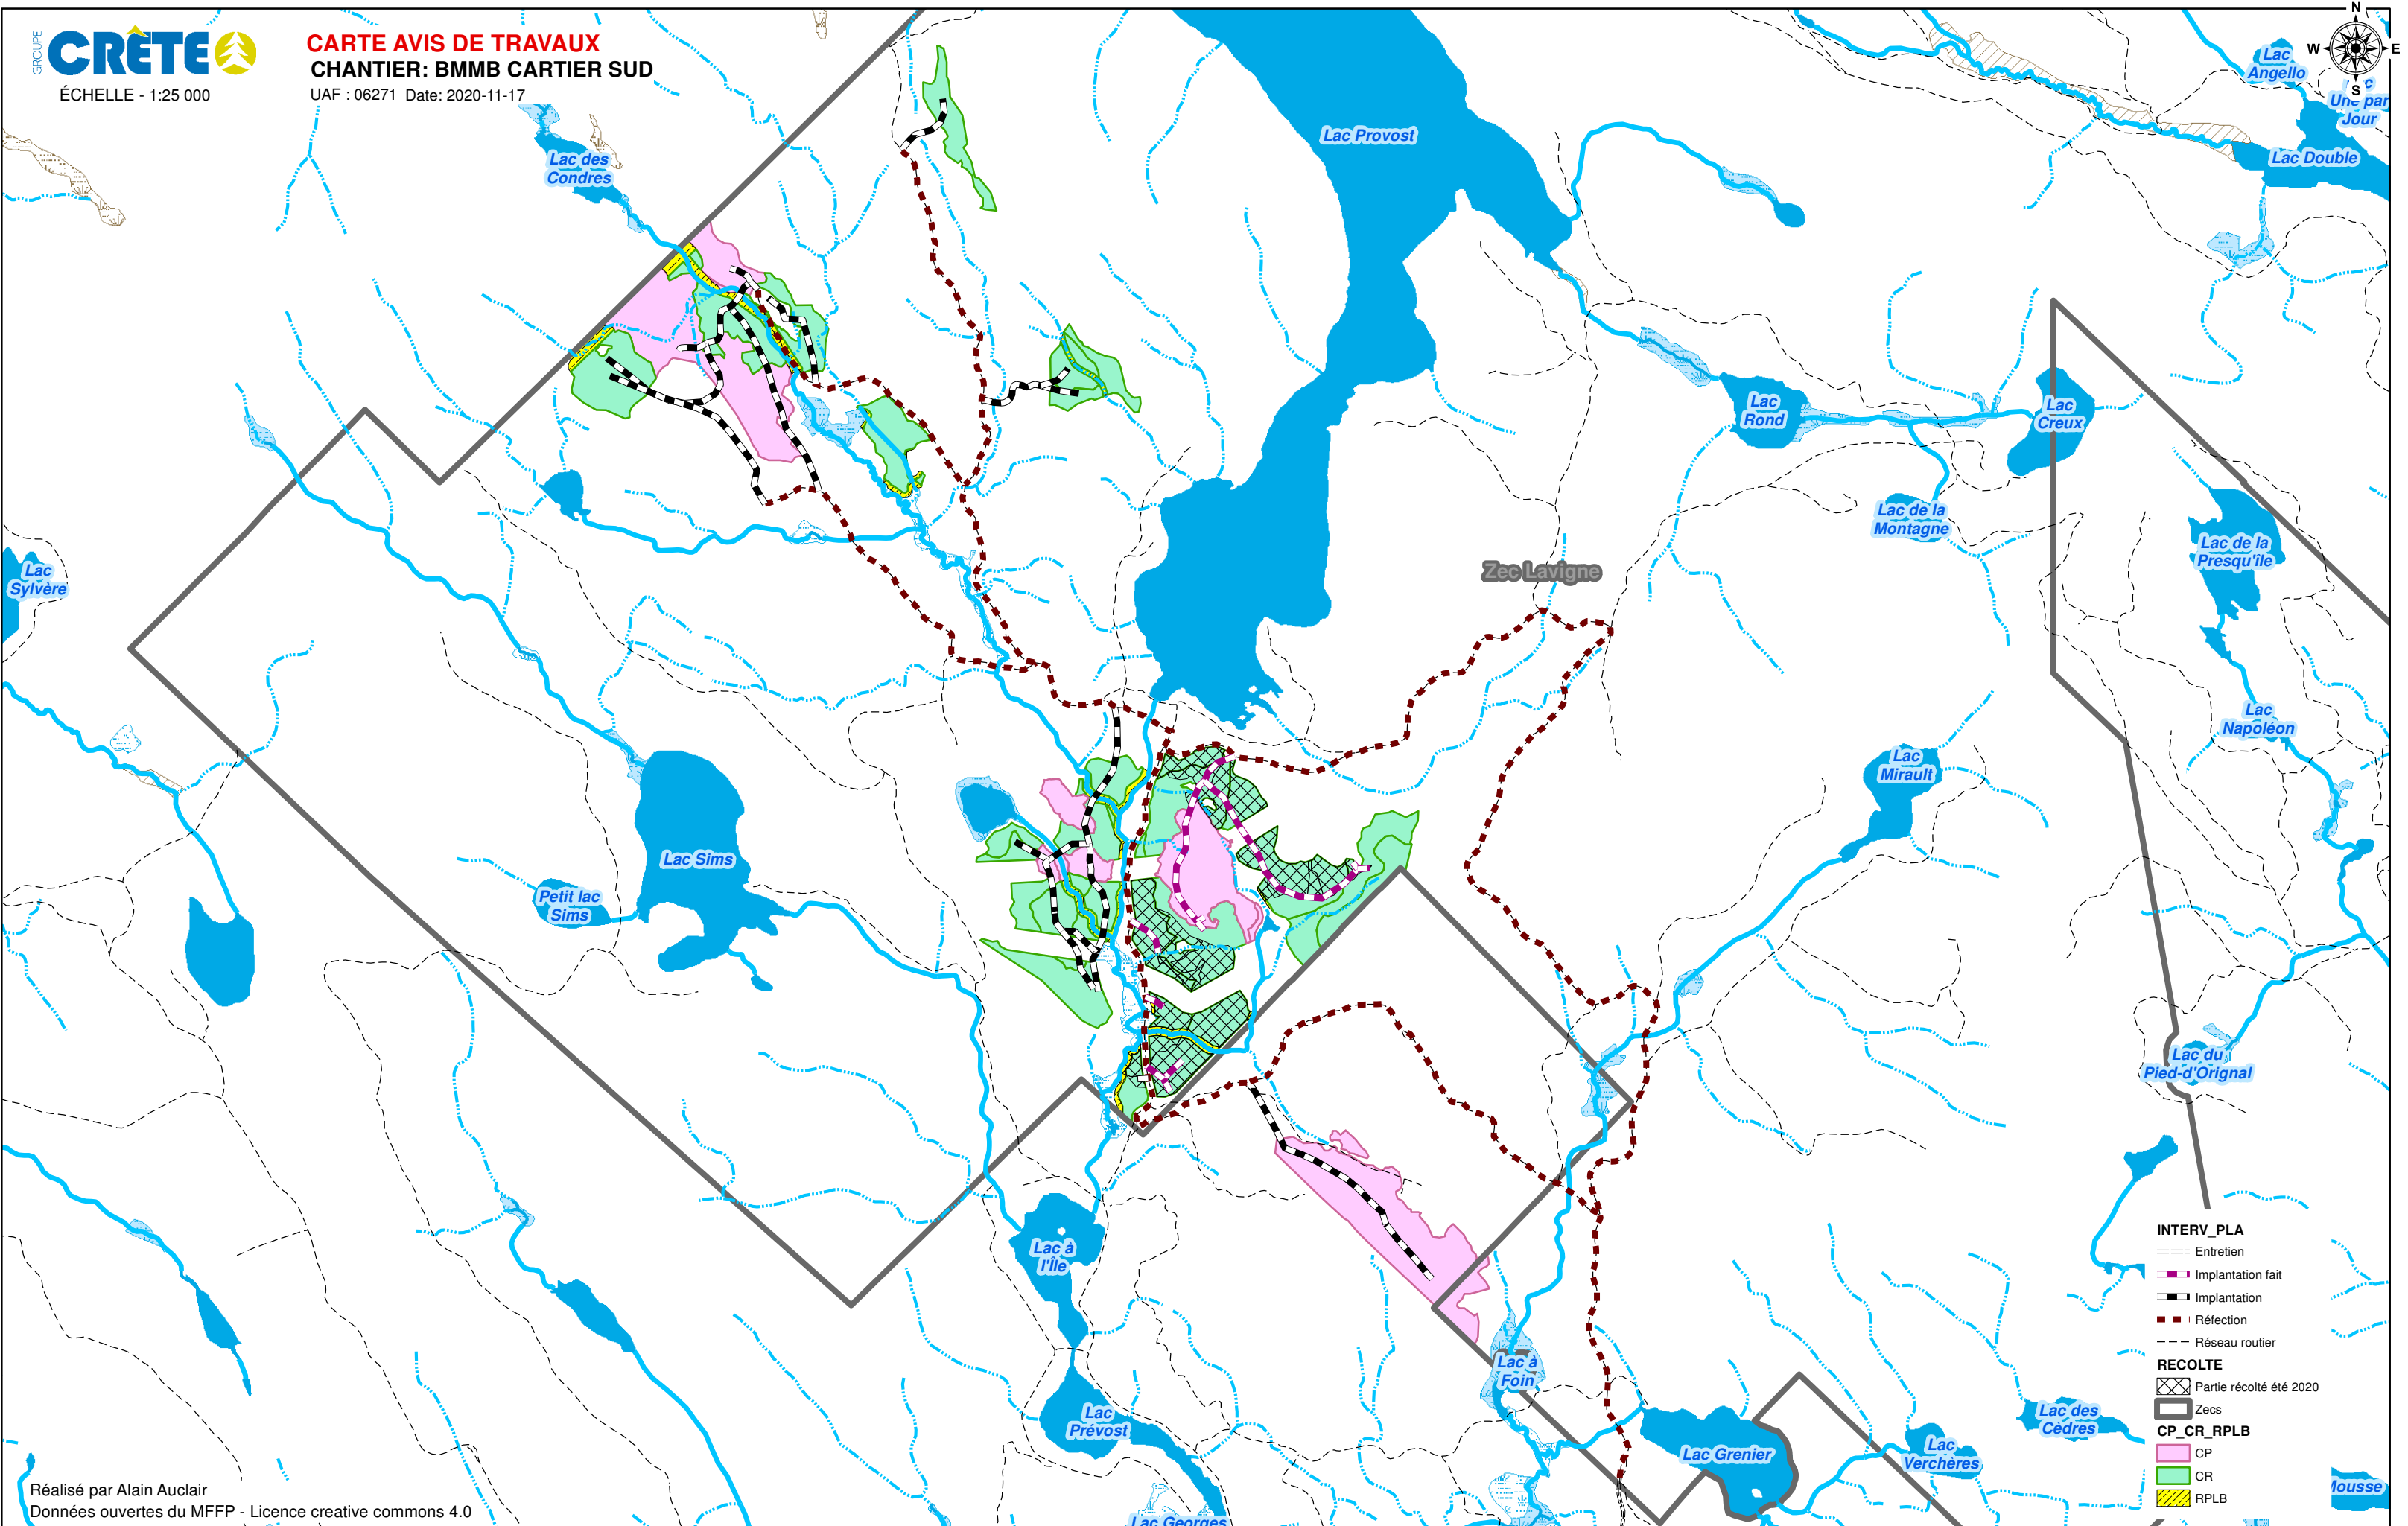 GROUPE
CRÊTE
ÉCHELLE - 1:25 000
CARTE AVIS DE TRAVAUX
CHANTIER: BMMB CARTIER SUD
UAF : 06271 Date: 2020-11-17
N
W
E
S
Lac
Angello
Une par
Jour
Lac Double
Lac Provost
Lac des
Condres
Lac
Rond
Lac
Creux
Lac de la
Montagne
Lac de la
Presqu'île
Lac
Sylvère
Zec Lavigne
Lac
Napoléon
Lac
Mirault
Lac Sims
Petit lac
Sims
Lac du
Pied-d'Orignal
Lac à
l'Île
Lac à
Foin
Lac
Prévost
Lac Grenier
Lac
Verchères
Lac des
Cèdres
Lac Georges
INTERV_PLA
Entretien
Implantation fait
Implantation
Réfection
Réseau routier
RECOLTE
Partie récolté été 2020
Zecs
CP_CR_RPLB
CP
CR
RPLB
Réalisé par Alain Auclair
Données ouvertes du MFFP - Licence creative commons 4.0